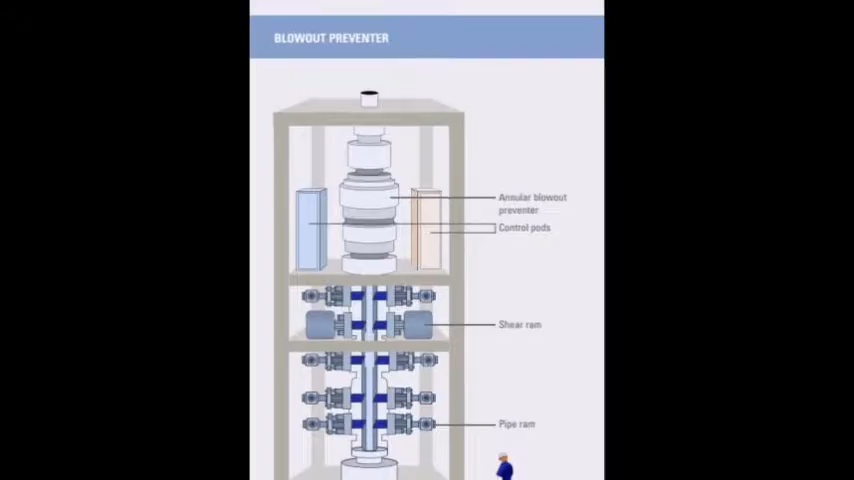 BLOWOUT PREVENTER
Annular blowout
preventer
Control pods
Shear ram
Pipe ram